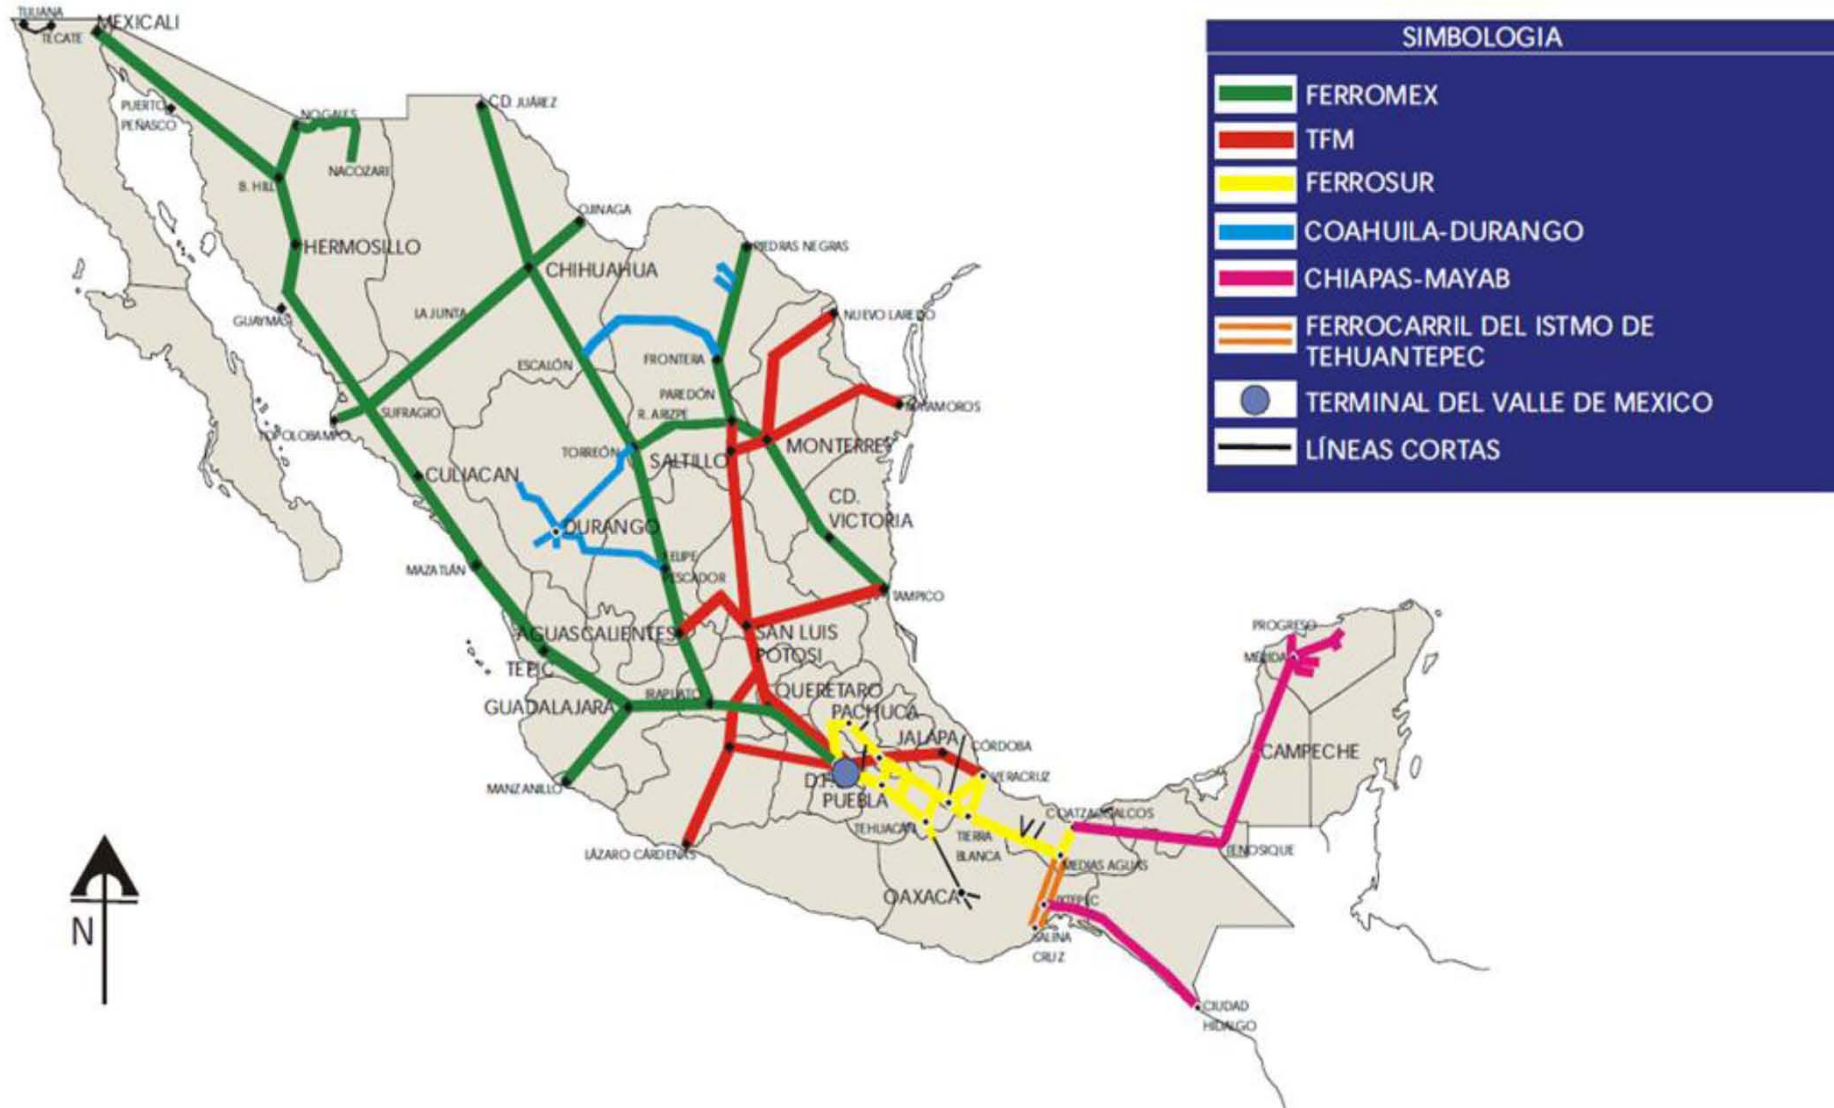 TIJUANA
MEXICALI
TECATE
PUERTO
PEÑASCO
NOGALES
CD. JUÁREZ
NACOZARI
B. HILL
OJINAGA
HERMOSILLO
PIEDRAS NEGRAS
CHIHUAHUA
GUAYMAS
LA JUNTA
NUEVO LAREDO
ESCALÓN
FRONTERA
PAREDÓN
SUFRAGIO
R. ARIZPE
MATAMOROS
TOPOLOBAMPO
MONTERREY
TORREÓN
SALTILLO
CULIACAN
CD.
VICTORIA
DURANGO
FELIPE
PESCADOR
MAZATLÁN
TAMPICO
AGUASCALIENTES
SAN LUIS
POTOSI
TEPIC
IRAPUATO
QUERETARO
GUADALAJARA
PACHUCA
JALAPA
CÓRDOBA
MANZANILLO
D.F.
VERACRUZ
PUEBLA
TEHUACÁN
TIERRA
BLANCA
COATZACOALCOS
LÁZARO CÁRDENAS
MEDIAS AGUAS
TENOSIQUE
OAXACA
IXTEPEC
SALINA
CRUZ
CIUDAD
HIDALGO
PROGRESO
MÉRIDA
CAMPECHE
N
SIMBOLOGIA
FERROMEX
TFM
FERROSUR
COAHUILA-DURANGO
CHIAPAS-MAYAB
FERROCARRIL DEL ISTMO DE
TEHUANTEPEC
TERMINAL DEL VALLE DE MEXICO
LÍNEAS CORTAS